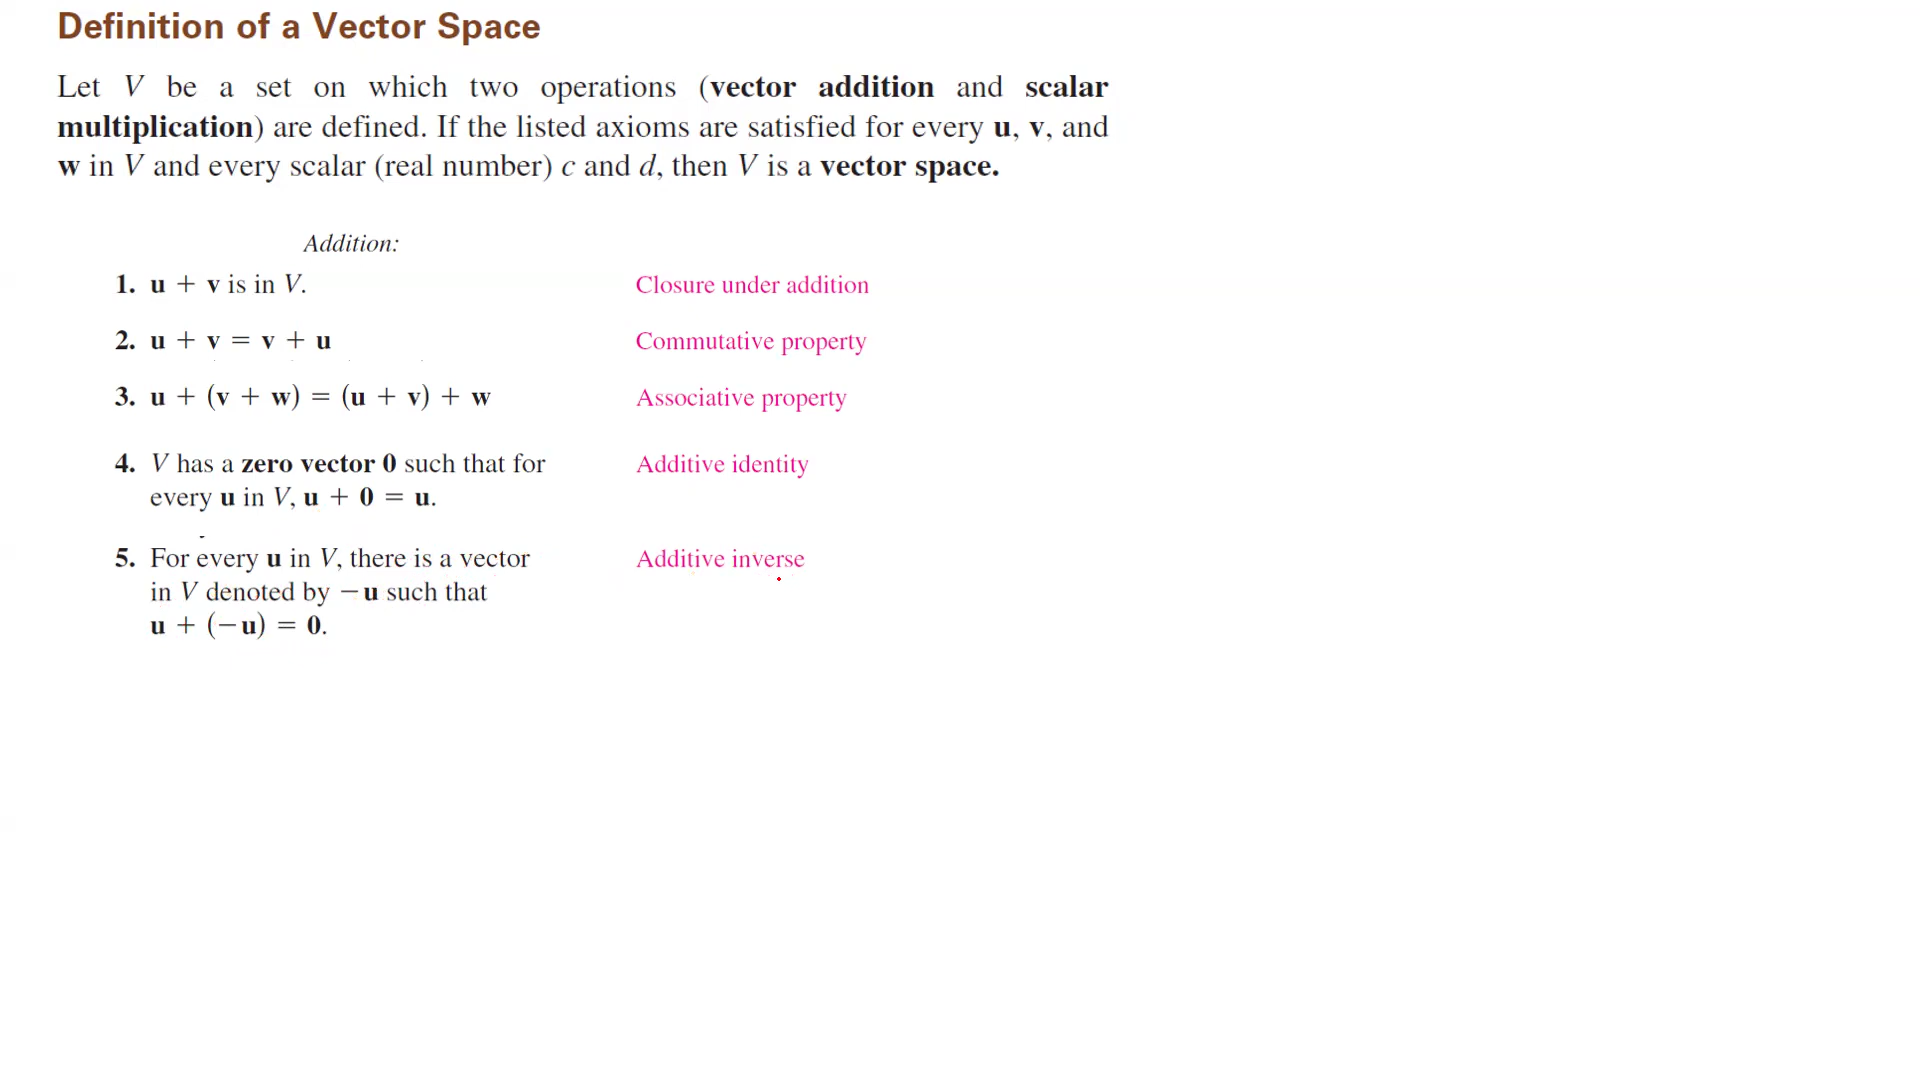 Definition of a Vector Space
Let V be a set on which two operations (vector addition and scalar
multiplication) are defined. If the listed axioms are satisfied for every u, v, and
w in V and every scalar (real number) c and d, then V is a vector space.
Addition:
1. u + v is in V. Closure under addition
2. u + v = v + u Commutative property
3. u + (v + w) = (u + v) + w Associative property
4. V has a zero vector 0 such that for Additive identity
every u in V, u + 0 = u.
5. For every u in V, there is a vector Additive inverse
in V denoted by −u such that
u + (−u) = 0.